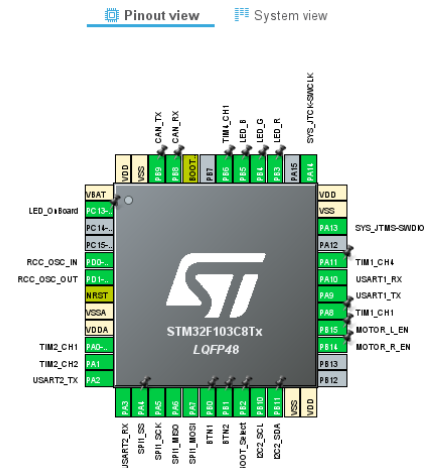 Pinout view
System view
CAN_TX
CAN_RX
TIM4_CH1
LED_B
LED_G
LED_R
SYS_JTCK-SWCLK
VDD
VSS
PB9
PB8
BOOT..
PB7
PB6
PB5
PB4
PB3
PA15
PA14
VBAT
VDD
LED_OnBoard
PC13-..
VSS
PC14-..
PA13
SYS_JTMS-SWDIO
PC15-..
PA12
RCC_OSC_IN
PD0-..
PA11
TIM1_CH4
RCC_OSC_OUT
PD1-..
PA10
USART1_RX
NRST
PA9
USART1_TX
VSSA
PA8
TIM1_CH1
VDDA
PB15
MOTOR_L_EN
TIM2_CH1
PA0-..
PB14
MOTOR_R_EN
TIM2_CH2
PA1
PB13
USART2_TX
PA2
PB12
ST
STM32F103C8Tx
LQFP48
PA3
PA4
PA5
PA6
PA7
PB0
PB1
PB2
PB10
PB11
VSS
VDD
USART2_RX
SPI1_SS
SPI1_SCK
SPI1_MISO
SPI1_MOSI
BTN1
BTN2
BOOT_Select
I2C2_SCL
I2C2_SDA